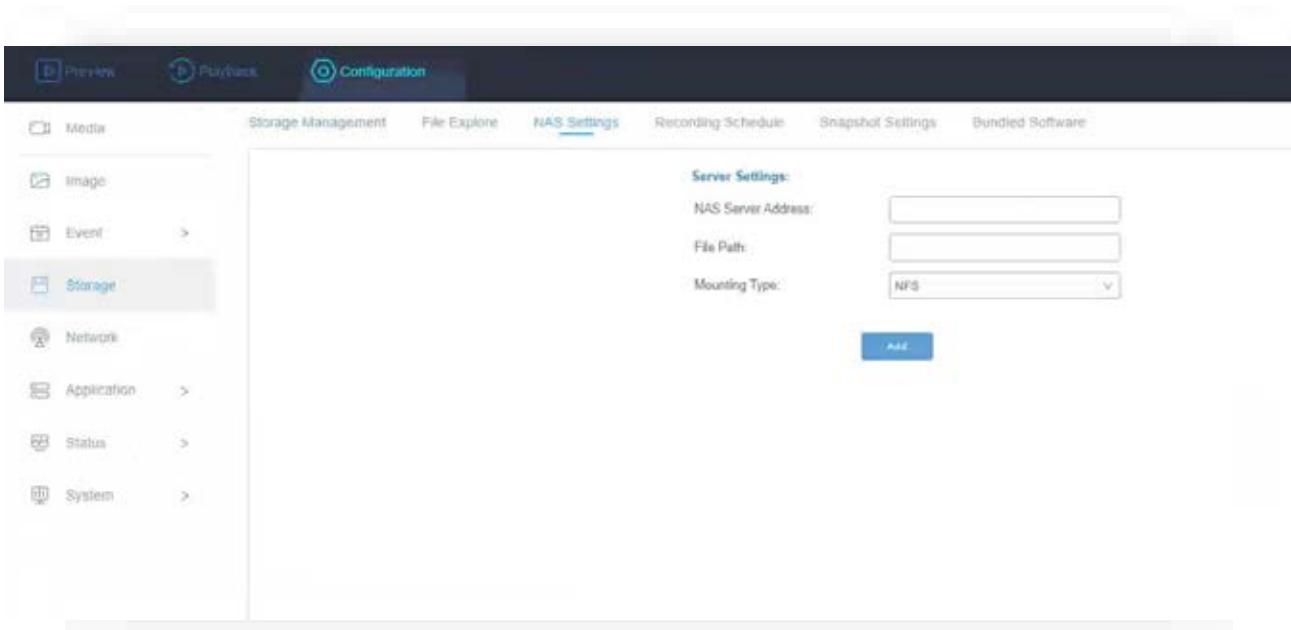 Preview Playback Configuration
Media
Image
Event >
Storage
Network
Application >
Status >
System >
Storage Management File Explore NAS Settings Recording Schedule Snapshot Settings Bundled Software
Server Settings:
NAS Server Address:
File Path:
Mounting Type: NFS
Add